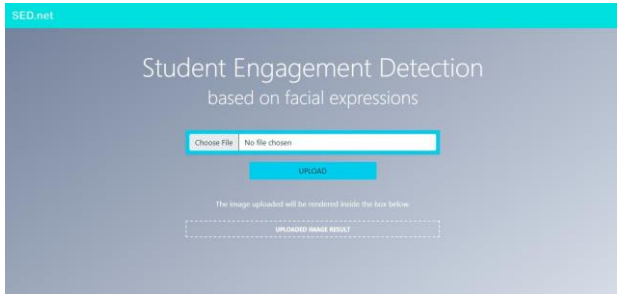 SED.net
Student Engagement Detection
based on facial expressions
Choose File No file chosen
UPLOAD
The image uploaded will be rendered inside the box below.
UPLOADED IMAGE RESULT